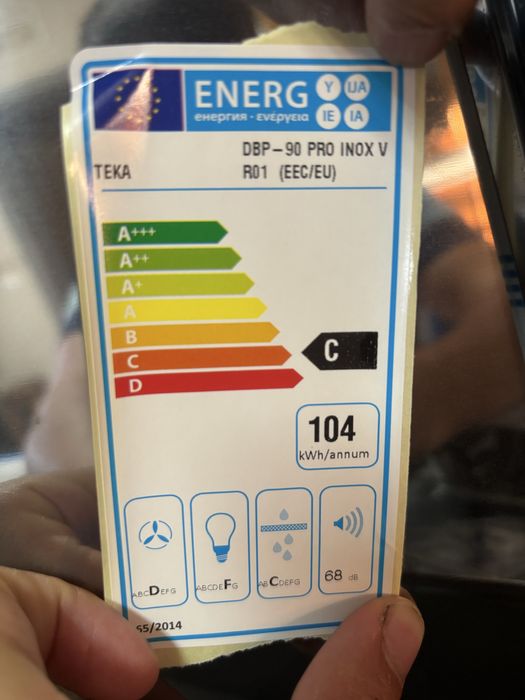 ENERG Y IJA
енергия · ενέργεια IE IA
TEKA
DBP-90 PRO INOX V
R01 (EEC/EU)
A+++
A++
A+
A
B
C
D
C
104
kWh/annum
ABCDEFG
ABCDEFG
ABCDEFG
68 dB
65/2014